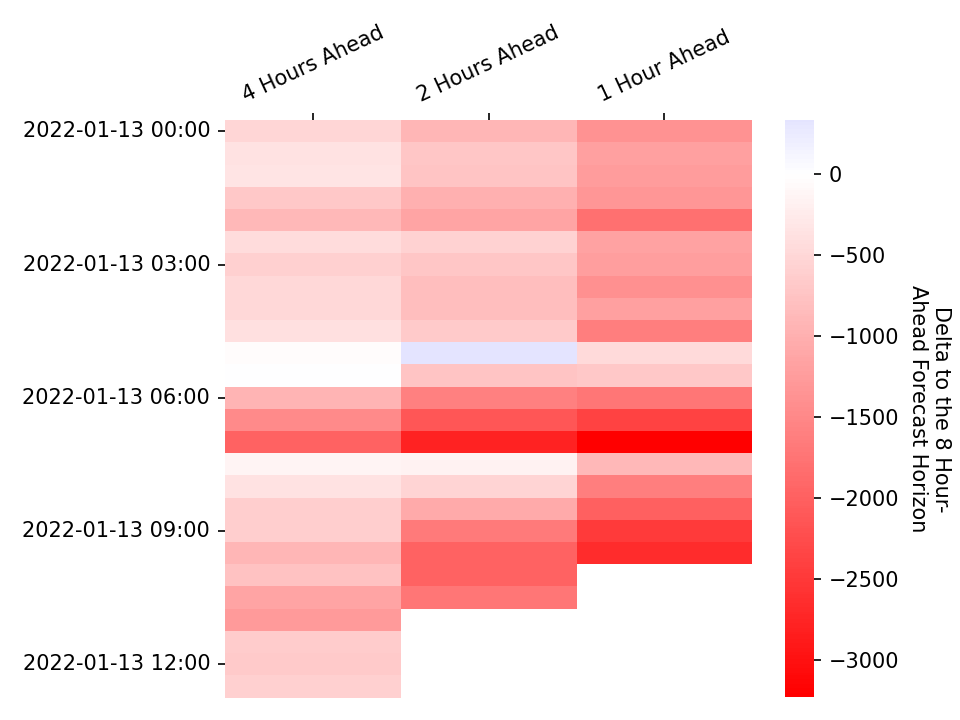 4 Hours Ahead
2 Hours Ahead
1 Hour Ahead
2022-01-13 00:00
2022-01-13 03:00
2022-01-13 06:00
2022-01-13 09:00
2022-01-13 12:00
0
−500
−1000
−1500
−2000
−2500
−3000
Delta to the 8 Hour-
Ahead Forecast Horizon